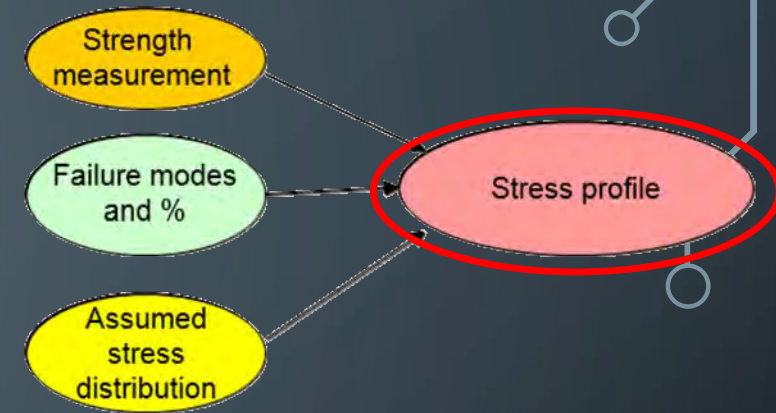 Strength
measurement
Failure modes
and %
Stress profile
Assumed
stress
distribution